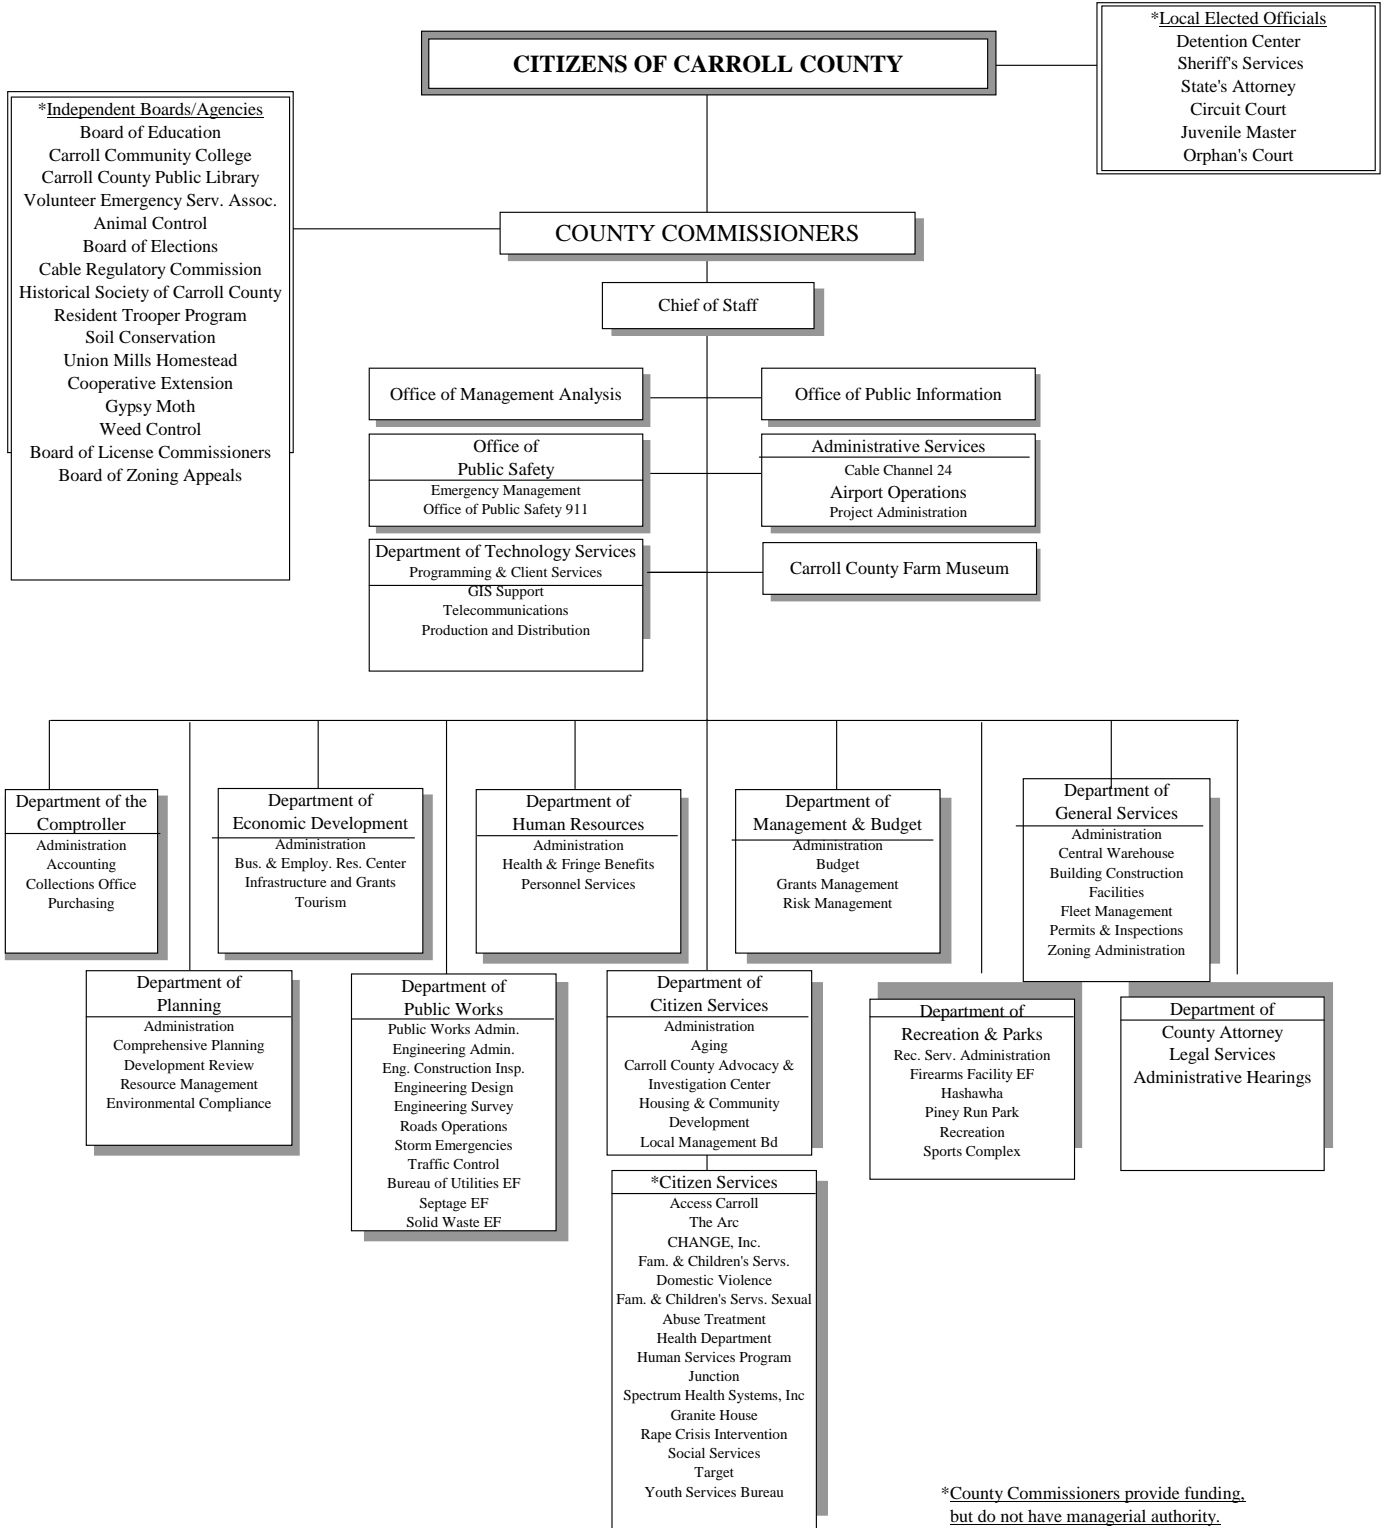 *Local Elected Officials
Detention Center
Sheriff's Services
State's Attorney
Circuit Court
Juvenile Master
Orphan's Court
CITIZENS OF CARROLL COUNTY
*Independent Boards/Agencies
Board of Education
Carroll Community College
Carroll County Public Library
Volunteer Emergency Serv. Assoc.
Animal Control
Board of Elections
Cable Regulatory Commission
Historical Society of Carroll County
Resident Trooper Program
Soil Conservation
Union Mills Homestead
Cooperative Extension
Gypsy Moth
Weed Control
Board of License Commissioners
Board of Zoning Appeals
COUNTY COMMISSIONERS
Chief of Staff
Office of Management Analysis
Office of Public Information
Office of
Public Safety
Emergency Management
Office of Public Safety 911
Administrative Services
Cable Channel 24
Airport Operations
Project Administration
Department of Technology Services
Programming & Client Services
GIS Support
Telecommunications
Production and Distribution
Carroll County Farm Museum
Department of the
Comptroller
Administration
Accounting
Collections Office
Purchasing
Department of
Economic Development
Administration
Bus. & Employ. Res. Center
Infrastructure and Grants
Tourism
Department of
Human Resources
Administration
Health & Fringe Benefits
Personnel Services
Department of
Management & Budget
Administration
Budget
Grants Management
Risk Management
Department of
General Services
Administration
Central Warehouse
Building Construction
Facilities
Fleet Management
Permits & Inspections
Zoning Administration
Department of
Planning
Administration
Comprehensive Planning
Development Review
Resource Management
Environmental Compliance
Department of
Public Works
Public Works Admin.
Engineering Admin.
Eng. Construction Insp.
Engineering Design
Engineering Survey
Roads Operations
Storm Emergencies
Traffic Control
Bureau of Utilities EF
Septage EF
Solid Waste EF
Department of
Citizen Services
Administration
Aging
Carroll County Advocacy &
Investigation Center
Housing & Community
Development
Local Management Bd
Department of
Recreation & Parks
Rec. Serv. Administration
Firearms Facility EF
Hashawha
Piney Run Park
Recreation
Sports Complex
Department of
County Attorney
Legal Services
Administrative Hearings
*Citizen Services
Access Carroll
The Arc
CHANGE, Inc.
Fam. & Children's Servs.
Domestic Violence
Fam. & Children's Servs. Sexual
Abuse Treatment
Health Department
Human Services Program
Junction
Spectrum Health Systems, Inc
Granite House
Rape Crisis Intervention
Social Services
Target
Youth Services Bureau
*County Commissioners provide funding,
but do not have managerial authority.